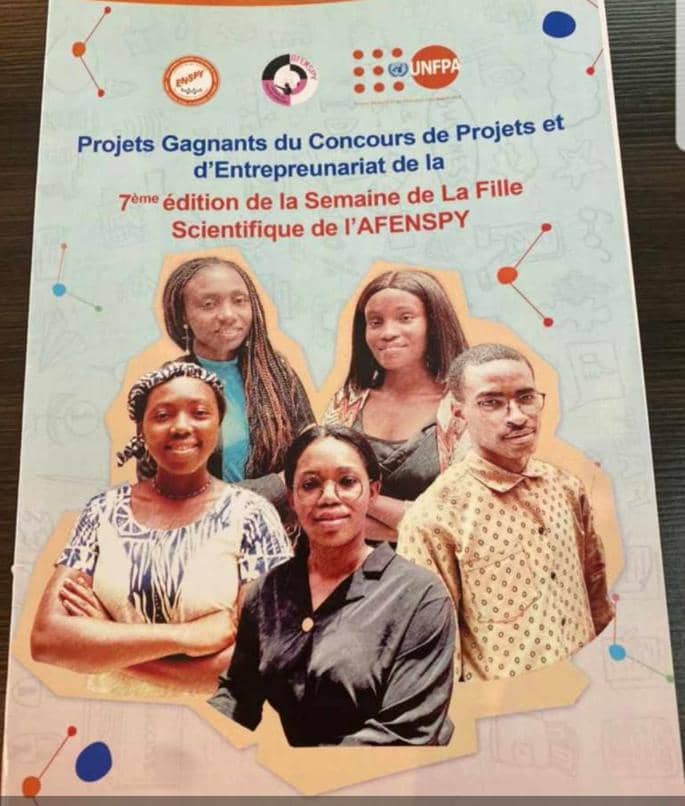 ENSPY
AFENSPY
UNFPA
Projets Gagnants du Concours de Projets et
d'Entrepreunariat de la
7ème édition de la Semaine de La Fille
Scientifique de l'AFENSPY